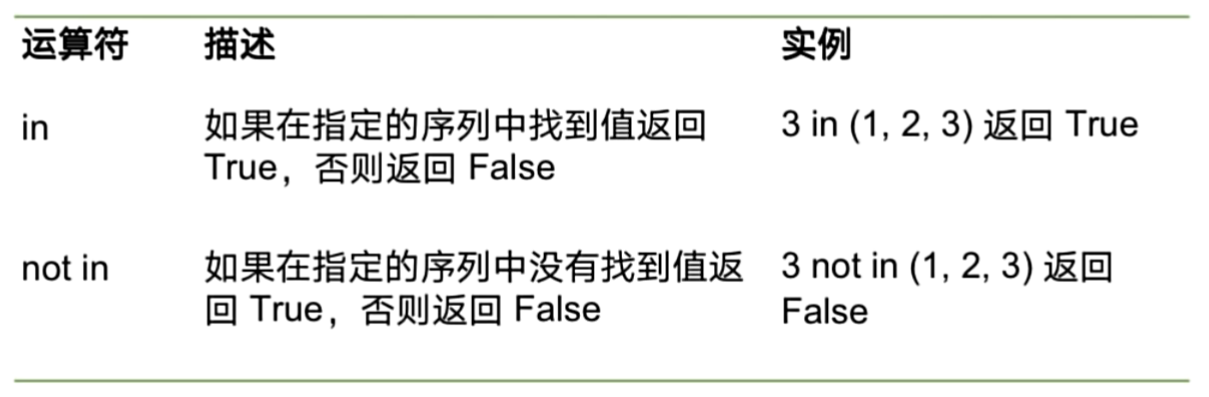 运算符 描述 实例
in 如果在指定的序列中找到值返回 3 in (1, 2, 3) 返回 True
True，否则返回 False
not in 如果在指定的序列中没有找到值返 3 not in (1, 2, 3) 返回
回 True，否则返回 False False